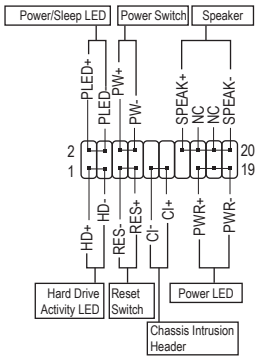 Power/Sleep LED
Power Switch
Speaker
PLED+
PLED-
PW+
PW-
SPEAK+
NC
NC
SPEAK-
2
20
1
19
HD+
HD-
RES-
RES+
CI-
CI+
PWR+
PWR-
Hard Drive
Activity LED
Reset
Switch
Power LED
Chassis Intrusion
Header